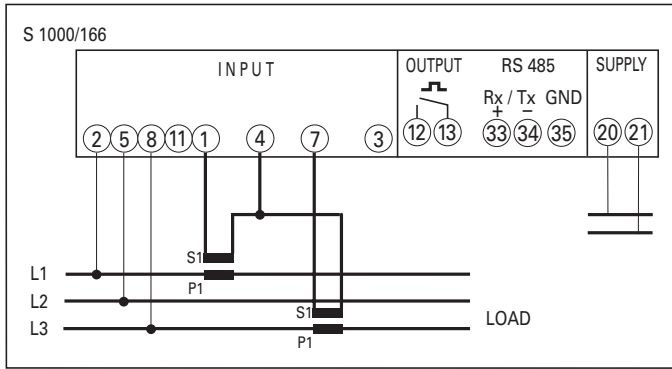 S 1000/166
INPUT
OUTPUT
RS 485
SUPPLY
Rx / Tx GND
+ −
2 5 8 11 1 4 7 3 12 13 33 34 35 20 21
S1
L1
P1
L2
S1
LOAD
L3
P1